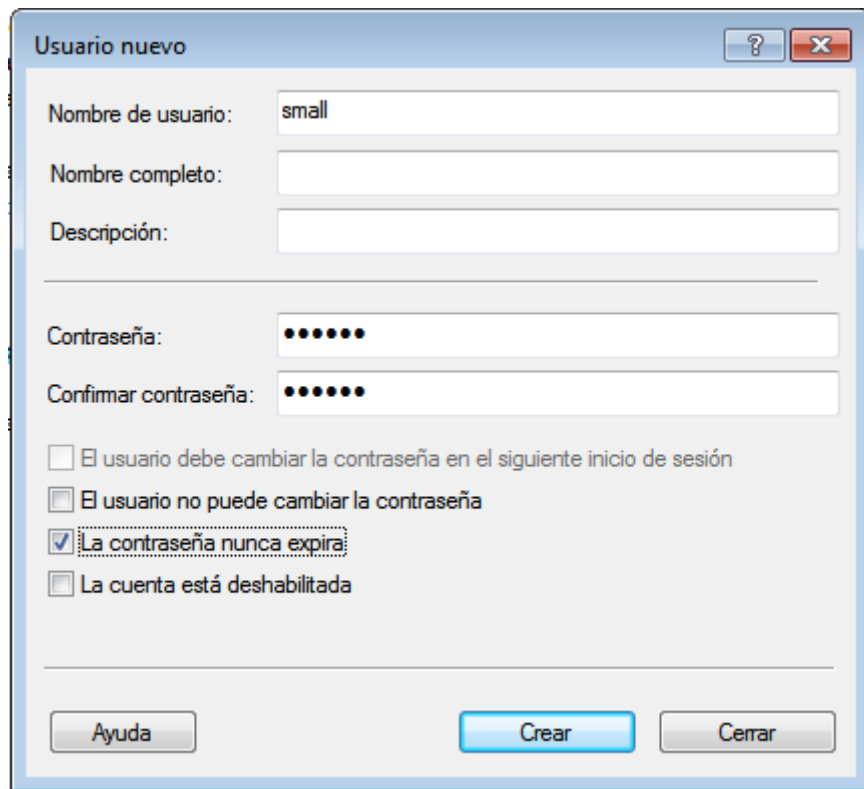 Usuario nuevo
Nombre de usuario: small
Nombre completo:
Descripción:
Contraseña: ●●●●●●
Confirmar contraseña: ●●●●●●
El usuario debe cambiar la contraseña en el siguiente inicio de sesión
El usuario no puede cambiar la contraseña
La contraseña nunca expira
La cuenta está deshabilitada
Ayuda Crear Cerrar